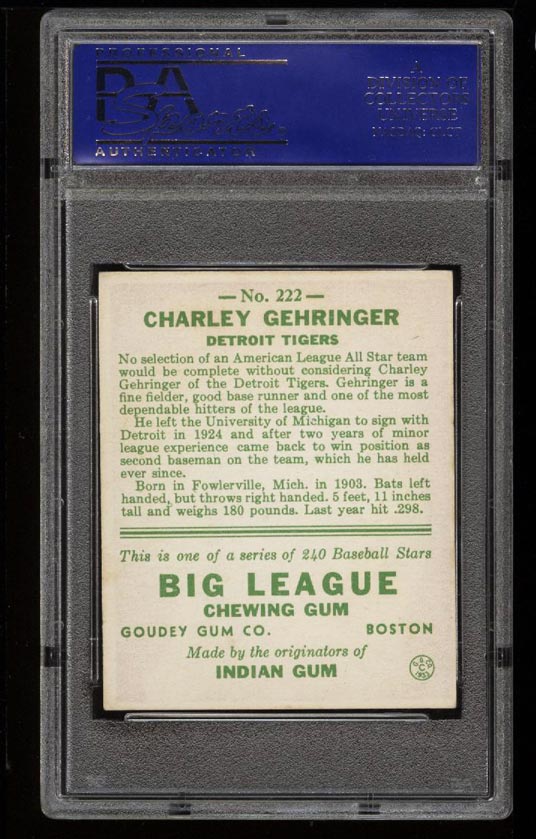 PROFESSIONAL
PSA
AUTHENTICATOR
A
DIVISION OF
COLLECTORS
UNIVERSE
NASDAQ: CLCT
— No. 222 —
CHARLEY GEHRINGER
DETROIT TIGERS
No selection of an American League All Star team
would be complete without considering Charley
Gehringer of the Detroit Tigers. Gehringer is a
fine fielder, good base runner and one of the most
dependable hitters of the league.
He left the University of Michigan to sign with
Detroit in 1924 and after two years of minor
league experience came back to win position as
second baseman on the team, which he has held
ever since.
Born in Fowlerville, Mich. in 1903. Bats left
handed, but throws right handed. 5 feet, 11 inches
tall and weighs 180 pounds. Last year hit .298.
This is one of a series of 240 Baseball Stars
BIG LEAGUE
CHEWING GUM
GOUDEY GUM CO. BOSTON
Made by the originators of
INDIAN GUM